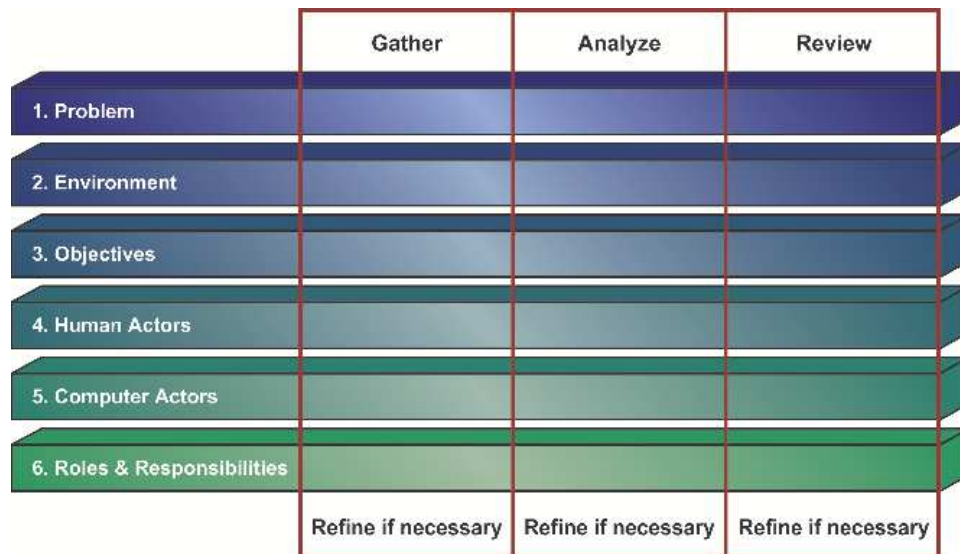 Gather Analyze Review
1. Problem
2. Environment
3. Objectives
4. Human Actors
5. Computer Actors
6. Roles & Responsibilities
Refine if necessary Refine if necessary Refine if necessary